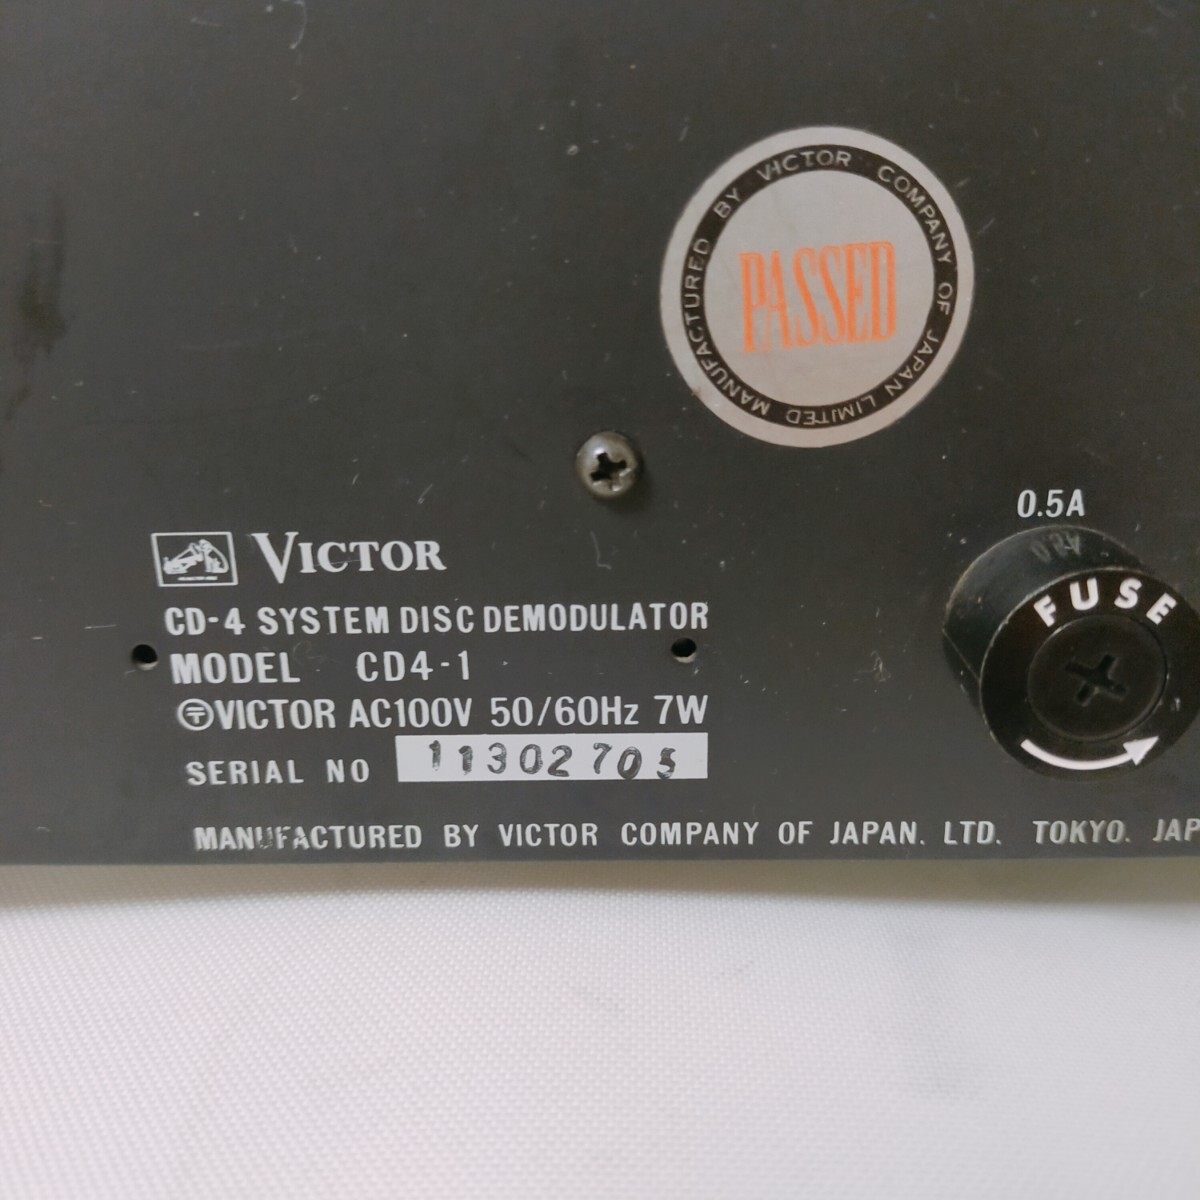 MANUFACTURED BY VICTOR COMPANY OF JAPAN LIMITED
PASSED
0.5A
FUSE
VICTOR
CD-4 SYSTEM DISC DEMODULATOR
MODEL CD4-1
〒VICTOR AC100V 50/60Hz 7W
SERIAL NO 11302705
MANUFACTURED BY VICTOR COMPANY OF JAPAN. LTD. TOKYO. JAP